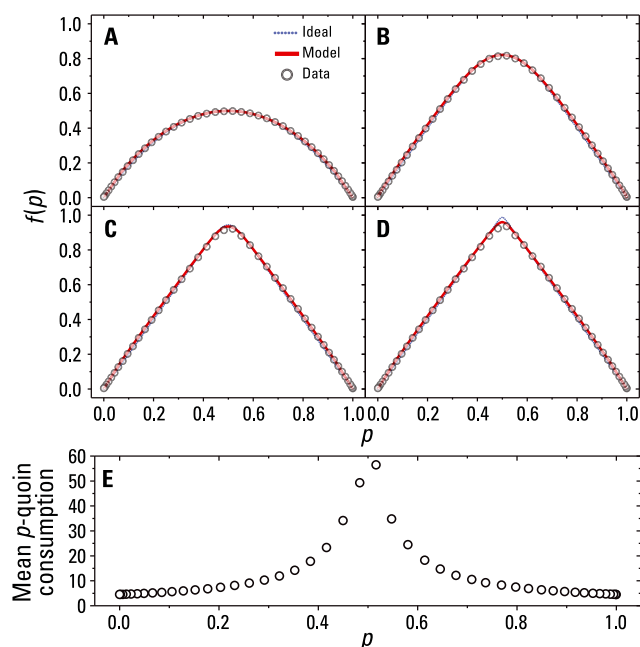 A
Ideal
Model
Data
B
1.0
0.8
0.6
0.4
0.2
0.0
f(p)
C
D
1.0
0.8
0.6
0.4
0.2
0.0
0.0 0.2 0.4 0.6 0.8 1.0 0.0 0.2 0.4 0.6 0.8 1.0
p
E
Mean p-quoin
consumption
60
50
40
30
20
10
0
0.0 0.2 0.4 0.6 0.8 1.0
p